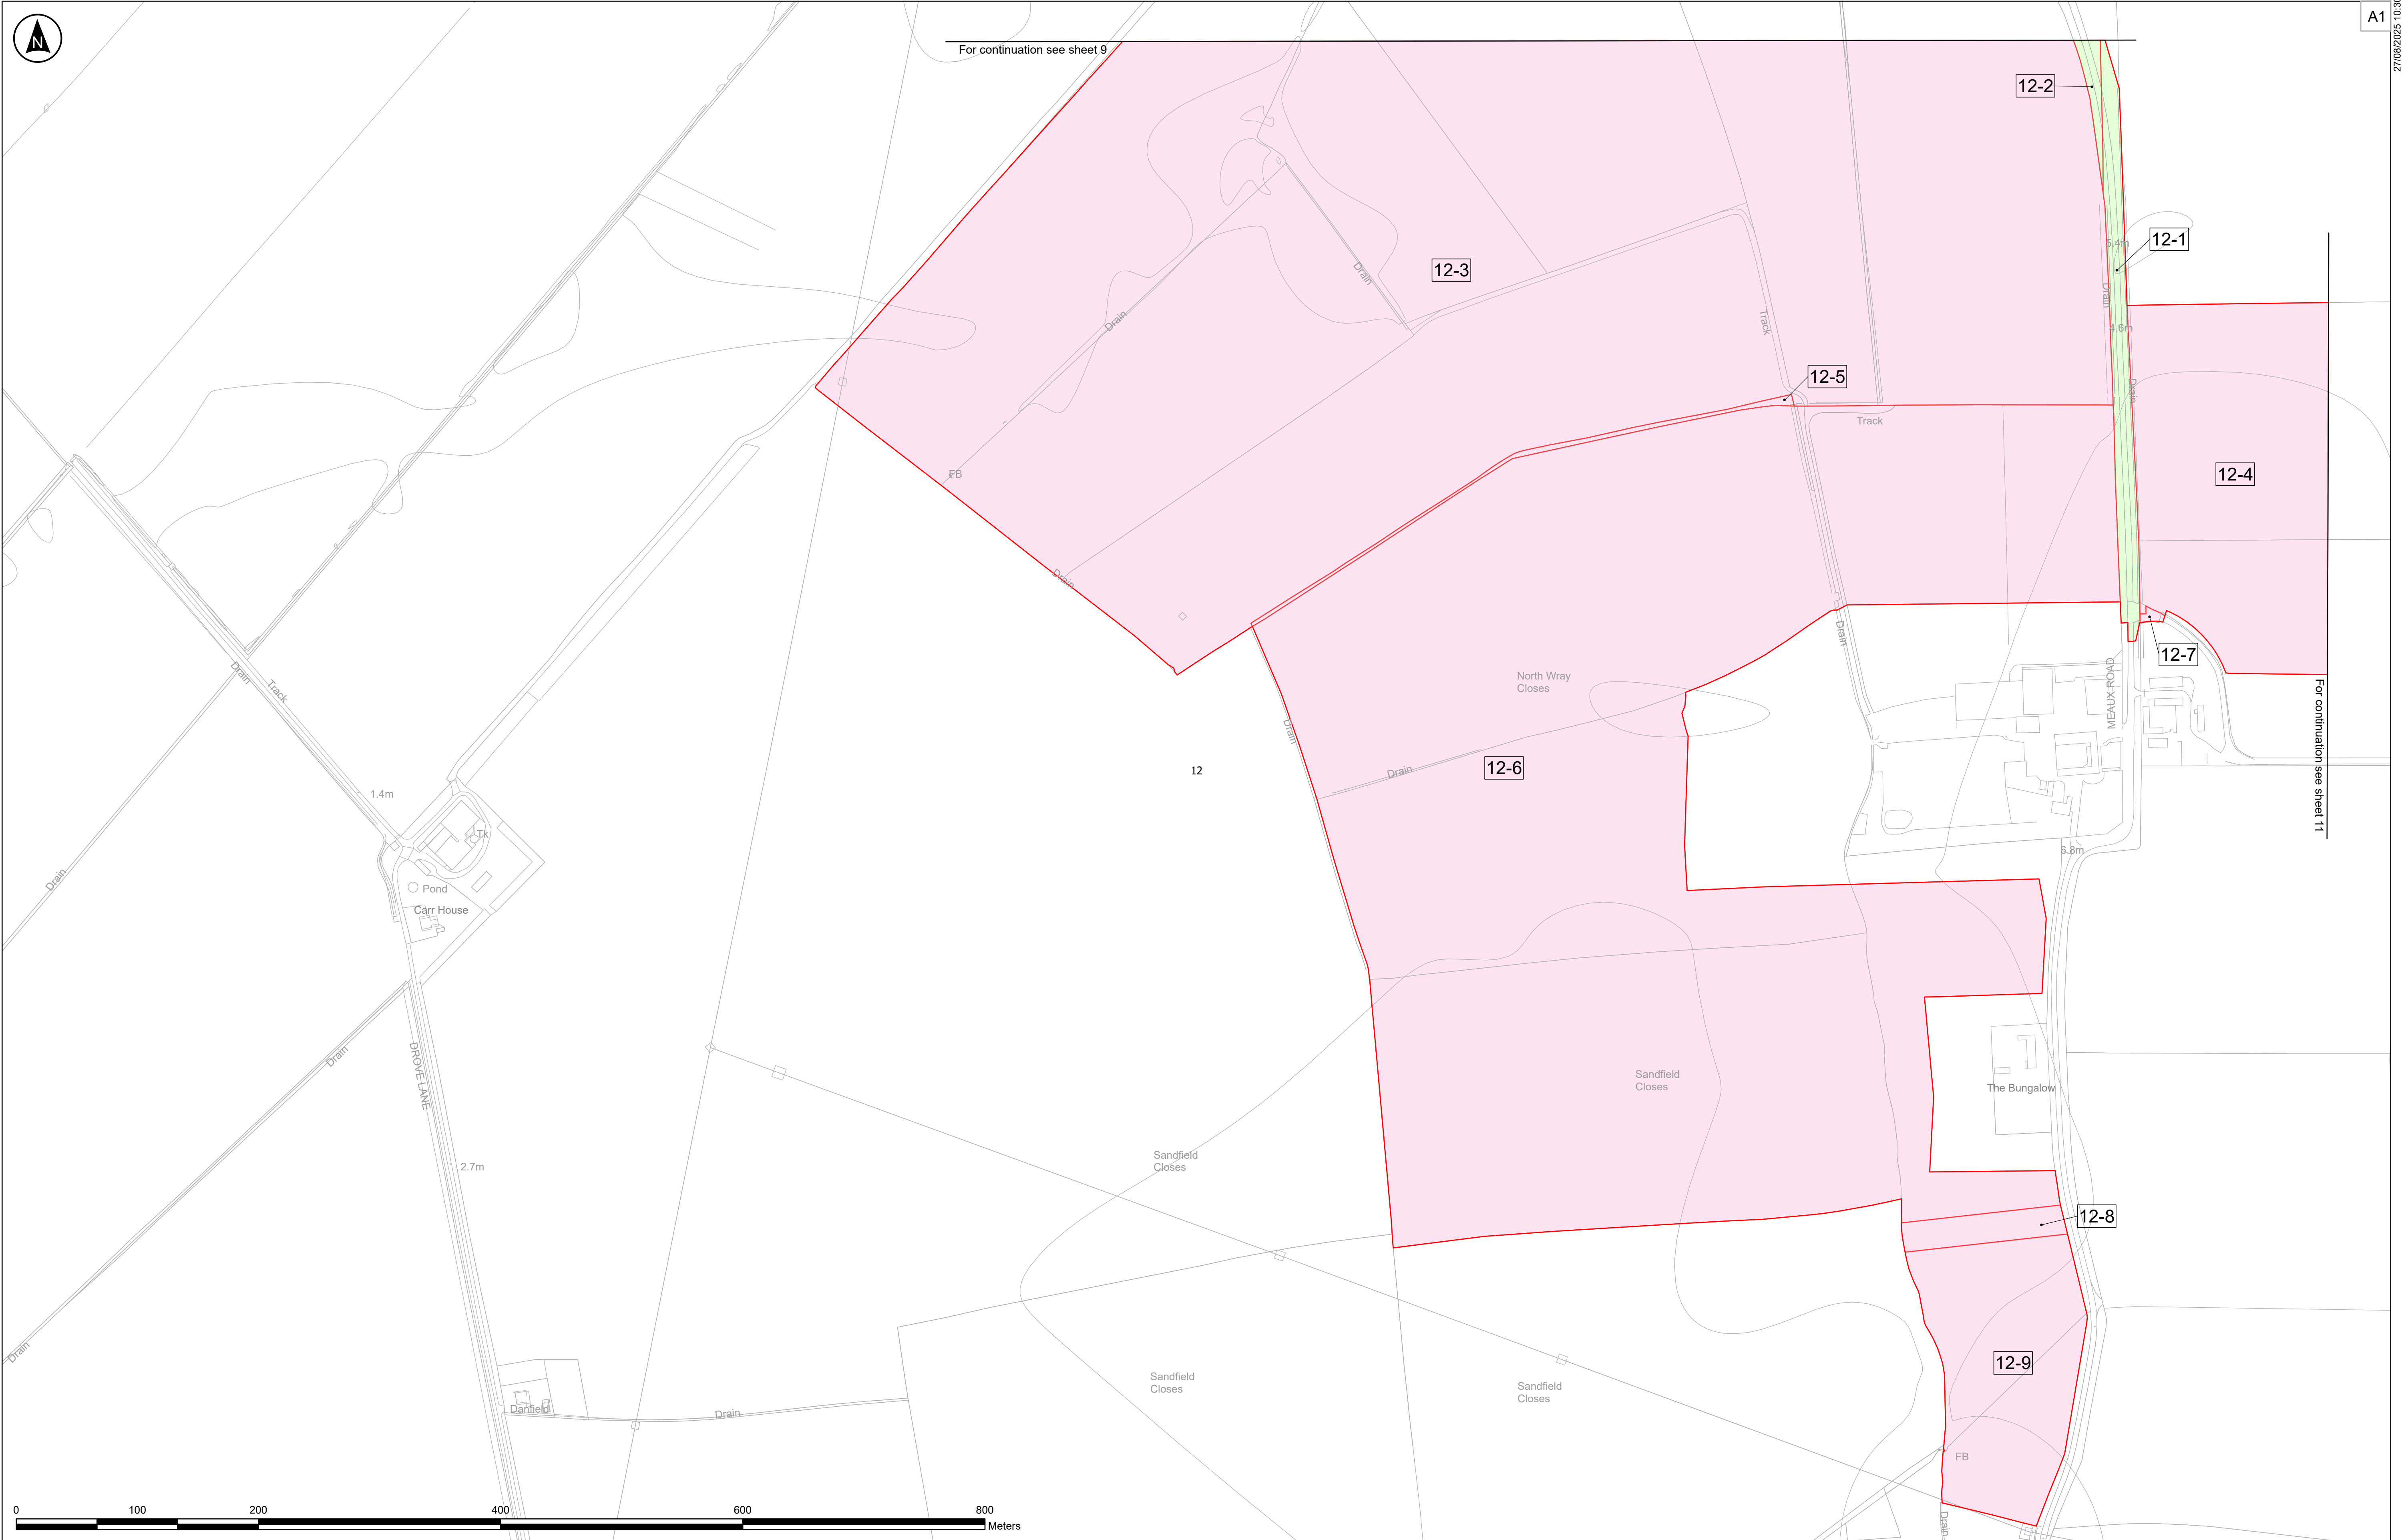 N
For continuation see sheet 9
A1
27/08/2025 10:30
12-2
12-1
5.4m
Drain
4.6m
12-3
Drain
Drain
Track
12-5
Drain
Track
12-4
FB
Drain
Drain
12-7
MEAUX ROAD
For continuation see sheet 11
North Wray
Closes
Drain
Track
Drain
Drain
12-6
12
1.4m
Tk
6.8m
Drain
Pond
Carr House
Drain
DROVE LANE
Sandfield
Closes
The Bungalow
Sandfield
Closes
2.7m
12-8
Drain
12-9
Sandfield
Closes
Sandfield
Closes
Danfield
Drain
FB
Drain
0 100 200 400 600 800
Meters